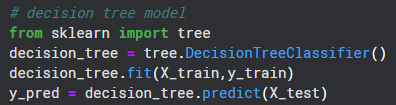 # decision tree model
from sklearn import tree
decision_tree = tree.DecisionTreeClassifier()
decision_tree.fit(X_train,y_train)
y_pred = decision_tree.predict(X_test)